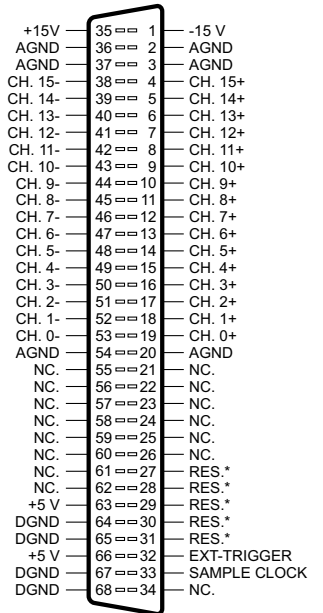 +15V 35 1 -15 V
AGND 36 2 AGND
AGND 37 3 AGND
CH. 15- 38 4 CH. 15+
CH. 14- 39 5 CH. 14+
CH. 13- 40 6 CH. 13+
CH. 12- 41 7 CH. 12+
CH. 11- 42 8 CH. 11+
CH. 10- 43 9 CH. 10+
CH. 9- 44 10 CH. 9+
CH. 8- 45 11 CH. 8+
CH. 7- 46 12 CH. 7+
CH. 6- 47 13 CH. 6+
CH. 5- 48 14 CH. 5+
CH. 4- 49 15 CH. 4+
CH. 3- 50 16 CH. 3+
CH. 2- 51 17 CH. 2+
CH. 1- 52 18 CH. 1+
CH. 0- 53 19 CH. 0+
AGND 54 20 AGND
NC. 55 21 NC.
NC. 56 22 NC.
NC. 57 23 NC.
NC. 58 24 NC.
NC. 59 25 NC.
NC. 60 26 NC.
NC. 61 27 RES.*
NC. 62 28 RES.*
+5 V 63 29 RES.*
DGND 64 30 RES.*
DGND 65 31 RES.*
+5 V 66 32 EXT-TRIGGER
DGND 67 33 SAMPLE CLOCK
DGND 68 34 NC.